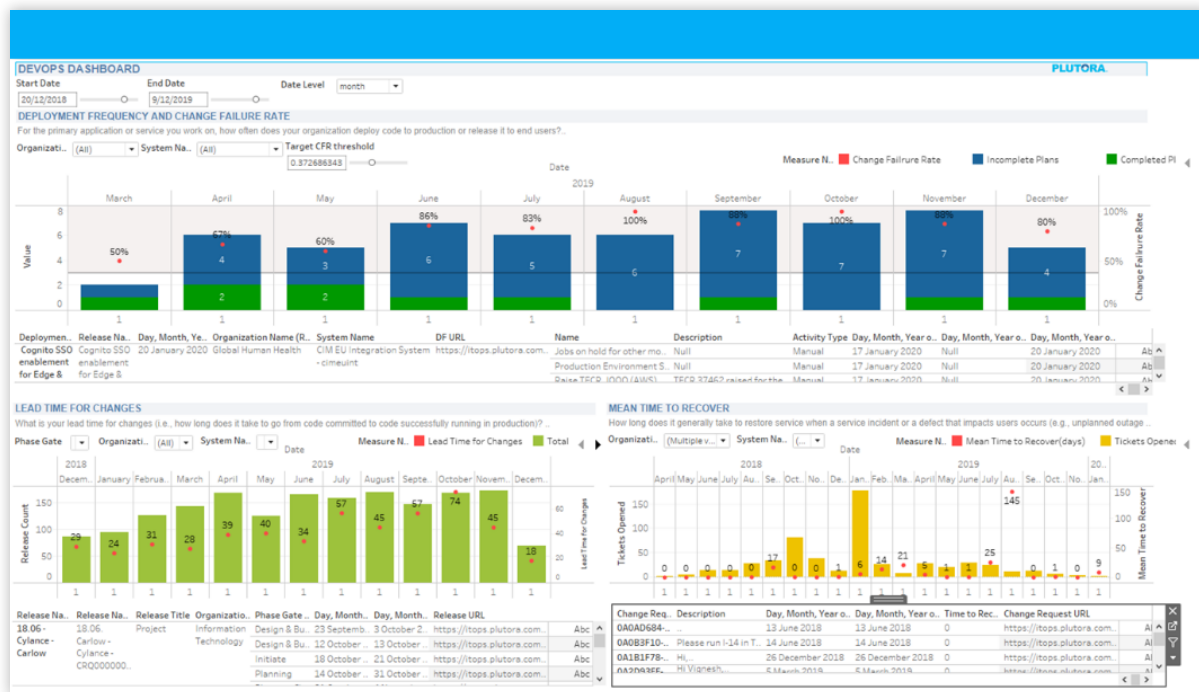 DEVOPS DASHBOARD
PLUTORA
Start Date End Date Date Level month
20/12/2018 9/12/2019
DEPLOYMENT FREQUENCY AND CHANGE FAILURE RATE
For the primary application or service you work on, how often does your organization deploy code to production or release it to end users?..
Organizati.. (All) System Na.. (All) Target CFR threshold
0.372686343
Measure N.. Change Failrure Rate Incomplete Plans Completed Pl
Date
2019
March April May June July August September October November December
8 6 4 2 0
Value
50% 67% 60% 86% 83% 100% 88% 100% 88% 80%
4 3 6 5 6 7 7 7 4
2 2
100% 50% 0%
Change Failrure Rate
1 1 1 1 1 1 1 1 1 1
Deploymen.. Release Na.. Day, Month, Ye.. Organization Name (R.. System Name DF URL Name Description Activity Type Day, Month, Year o.. Day, Month, Year o.. Day, Month, Year o..
Cognito SSO Cognito SSO 20 January 2020 Global Human Health CIM EU Integration System https://itops.plutora.com.. Jobs on hold for other mo.. Null Manual 17 January 2020 Null 20 January 2020 Ab
enablement enablement - cimeuint Production Environment S.. Null Manual 17 January 2020 Null 20 January 2020 Ab
for Edge & for Edge & Manual 17 January 2020 Null 20 January 2020 Ab
LEAD TIME FOR CHANGES
What is your lead time for changes (i.e., how long does it take to go from code committed to code successfully running in production)? ..
Phase Gate Organizati.. (All) System Na.. Measure N.. Lead Time for Changes Total
Date
2018 2019
Decem.. January Februa.. March April May June July August Septe.. October Novem.. Decem..
150 100 50 0
Release Count
29 24 31 28 39 40 34 57 45 57 74 45 18
60 40 20 0
Lead Time for Changes
1 1 1 1 1 1 1 1 1 1 1 1 1
Release Na.. Release Na.. Release Title Organizatio.. Phase Gate .. Day, Month.. Day, Month.. Release URL
18.06 - 18.06. Project Information Design & Bu.. 23 Septemb.. 3 October 2.. https://itops.plutora.com.. Abc
Cylance - Carlow - Technology Design & Bu.. 12 October .. 13 October .. https://itops.plutora.com.. Abc
Carlow Cylance - Initiate 18 October .. 21 October .. https://itops.plutora.com.. Abc
CRQ000000.. Planning 14 October .. 31 October .. https://itops.plutora.com.. Abc
MEAN TIME TO RECOVER
How long does it generally take to restore service when a service incident or a defect that impacts users occurs (e.g., unplanned outage ..
Organizati.. (Multiple v.. System Na.. (.. Measure N.. Mean Time to Recover(days) Tickets Opened
Date
2018 2019 20..
April May June July Au.. Se.. Oct.. No.. De.. Jan.. Feb.. Ma.. April May June July Au.. Se.. Oct.. No.. Jan..
150 100 50 0
Tickets Opened
0 0 0 0 0 17 0 0 1 6 14 21 5 1 1 25 145 0 1 0 9
150 100 50 0
Mean Time to Recover
1 1 1 1 1 1 1 1 1 1 1 1 1 1 1 1 1 1 1 1 1
Change Req.. Description Day, Month, Year o.. Day, Month, Year o.. Time to Rec.. Change Request URL
0A0AD684-.. .. 13 June 2018 13 June 2018 0 https://itops.plutora.com.. Al
0A0B3F10-.. Please run I-14 in T.. 14 June 2018 14 June 2018 0 https://itops.plutora.com.. Al
0A1B1F78-.. Hi,.. 26 December 2018 26 December 2018 0 https://itops.plutora.com.. Al
Hi Vignesh,.. 5 March 2019 5 March 2019 0 https://itops.plutora.com..